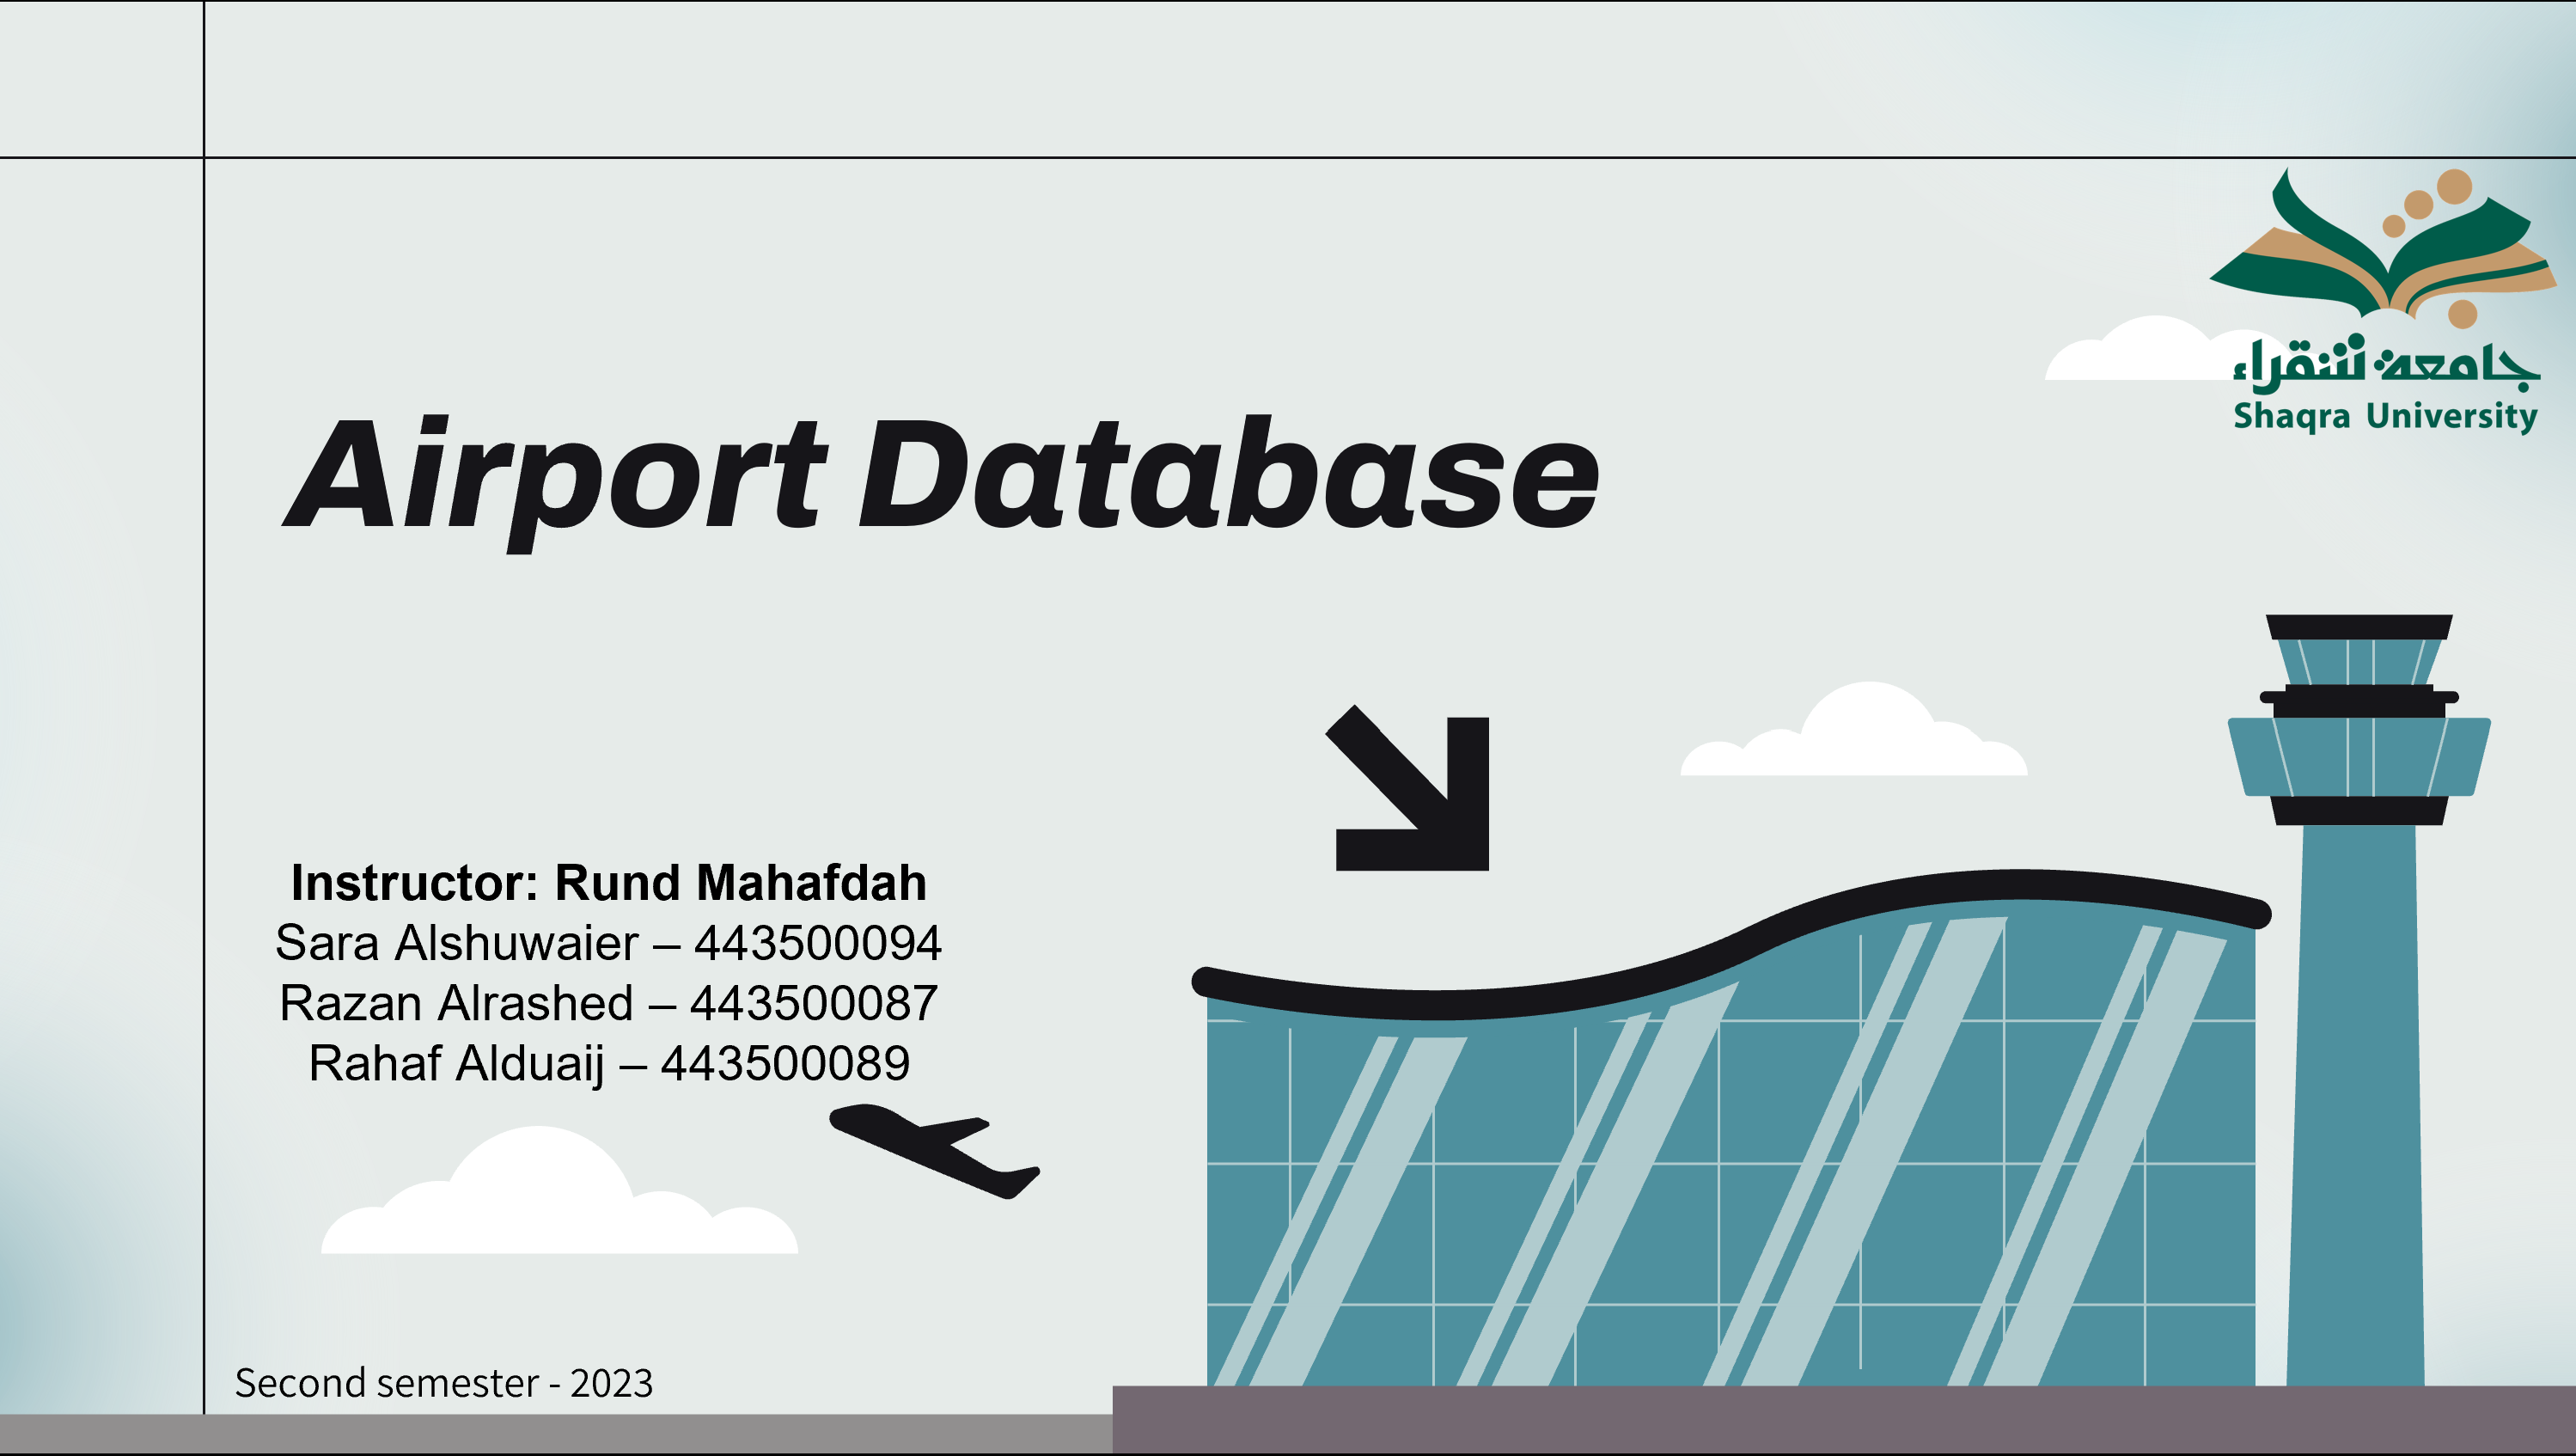 جامعة شقراء
Shaqra University
Airport Database
Instructor: Rund Mahafdah
Sara Alshuwaier – 443500094
Razan Alrashed – 443500087
Rahaf Alduaij – 443500089
Second semester - 2023